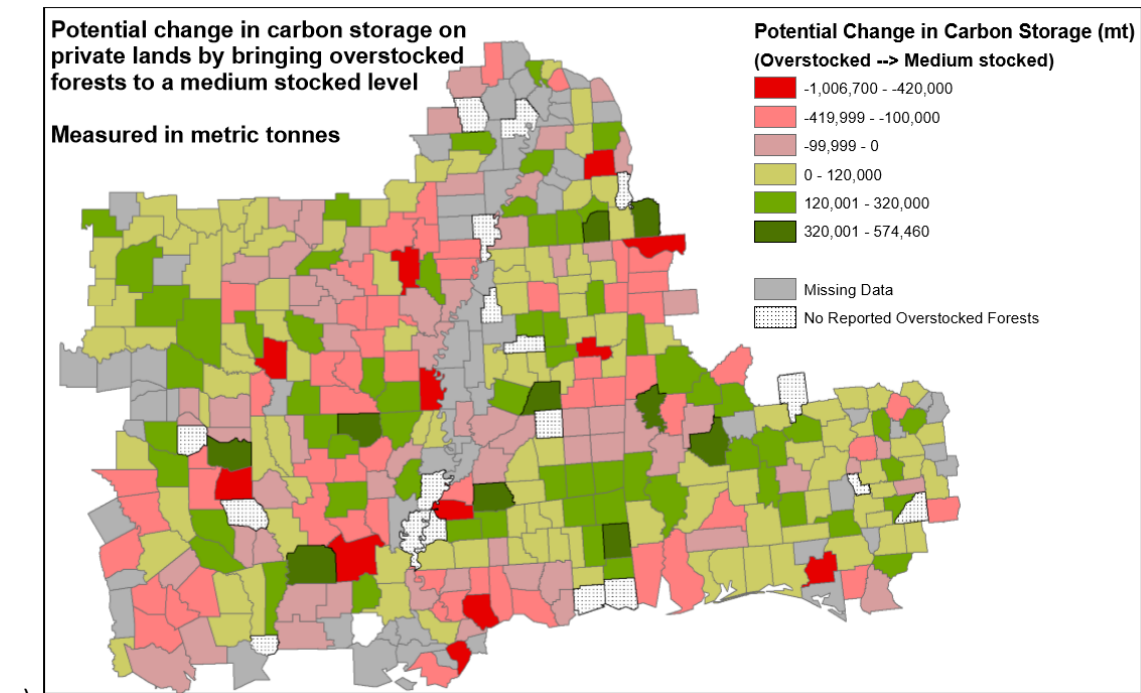 Potential change in carbon storage on
private lands by bringing overstocked
forests to a medium stocked level
Measured in metric tonnes
Potential Change in Carbon Storage (mt)
(Overstocked --> Medium stocked)
-1,006,700 - -420,000
-419,999 - -100,000
-99,999 - 0
0 - 120,000
120,001 - 320,000
320,001 - 574,460
Missing Data
No Reported Overstocked Forests